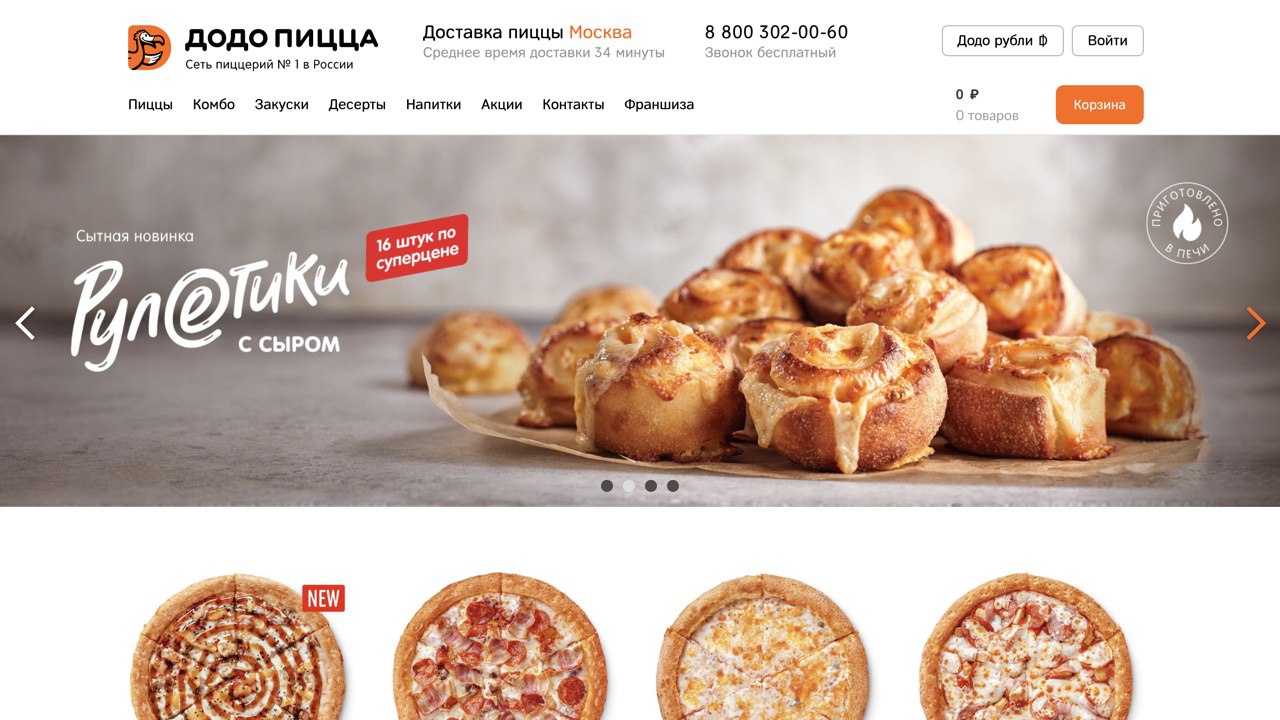 ДОДО ПИЦЦА
Сеть пиццерий № 1 в России
Доставка пиццы Москва
Среднее время доставки 34 минуты
8 800 302-00-60
Звонок бесплатный
Додо рубли
Войти
Пиццы Комбо Закуски Десерты Напитки Акции Контакты Франшиза
0 ₽
0 товаров
Корзина
Сытная новинка
Рулетики
с сыром
16 штук по
суперцене
ПРИГОТОВЛЕНО
В ПЕЧИ
NEW